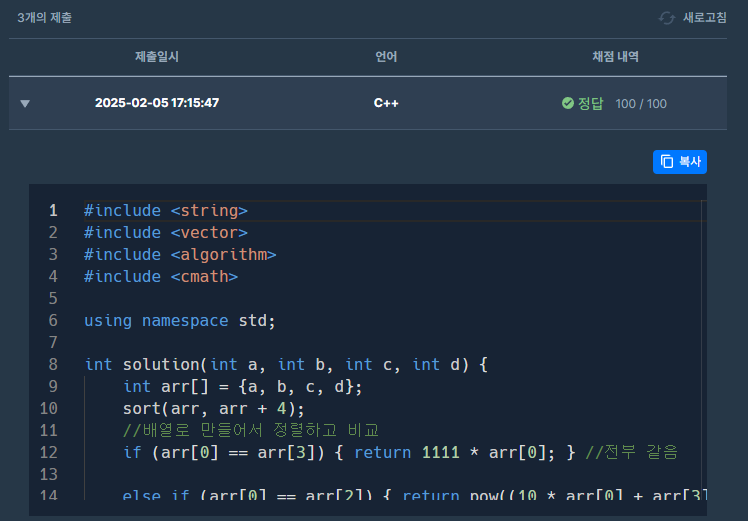 3개의 제출 새로고침
제출일시 언어 채점 내역
2025-02-05 17:15:47 C++ 정답 100 / 100
복사
1 #include <string>
2 #include <vector>
3 #include <algorithm>
4 #include <cmath>
5
6 using namespace std;
7
8 int solution(int a, int b, int c, int d) {
9 int arr[] = {a, b, c, d};
10 sort(arr, arr + 4);
11 //배열로 만들어서 정렬하고 비교
12 if (arr[0] == arr[3]) { return 1111 * arr[0]; } //전부 같음
13
14 else if (arr[0] == arr[2]) { return pow((10 * arr[0] + arr[3]